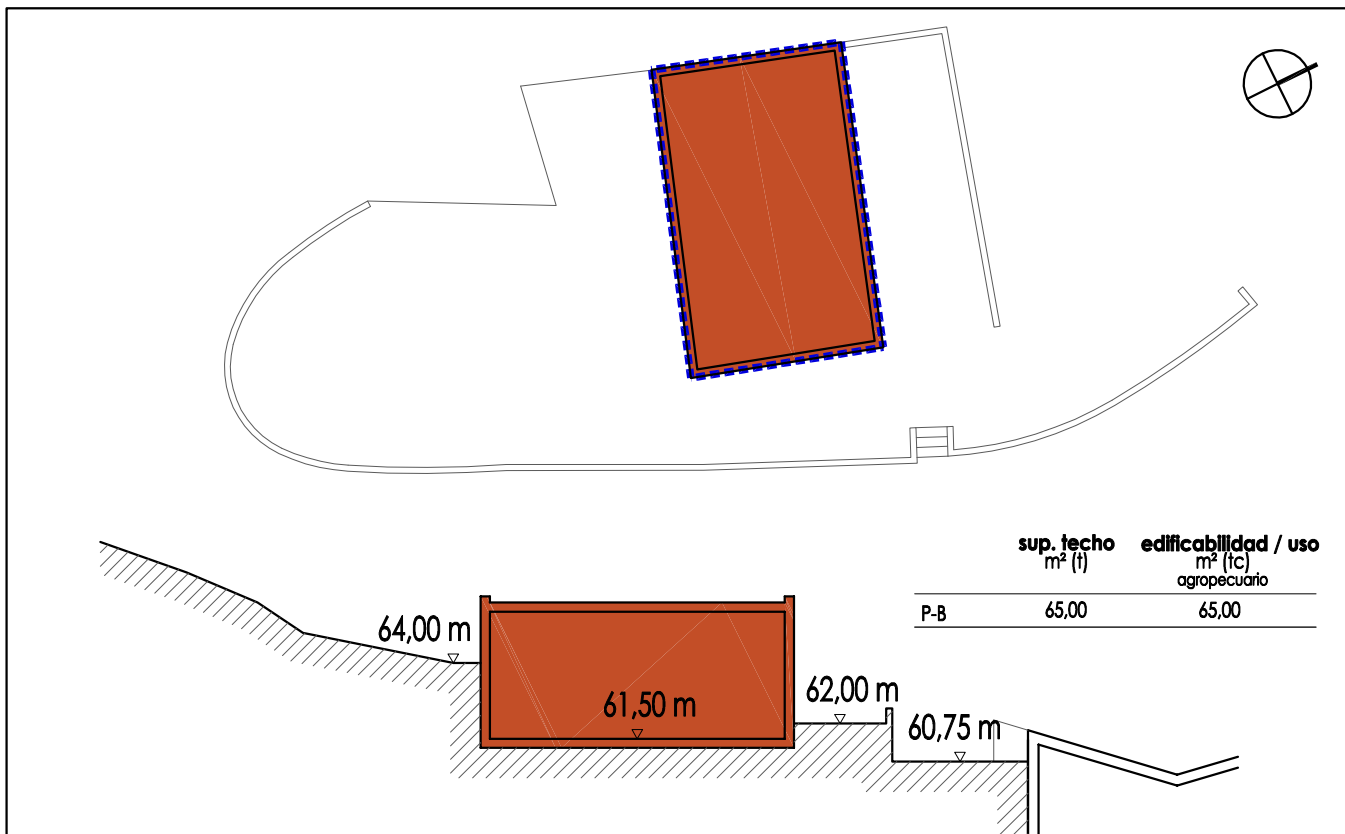 sup. techo edificabilidad / uso
m² (t) m² (tc)
agropecuario
P-B 65,00 65,00
64,00 m
61,50 m
62,00 m
60,75 m